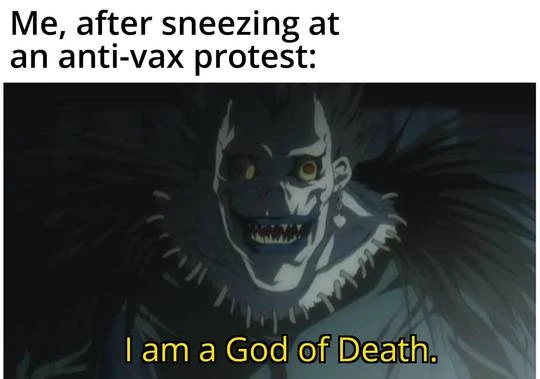 Me, after sneezing at
an anti-vax protest:
I am a God of Death.